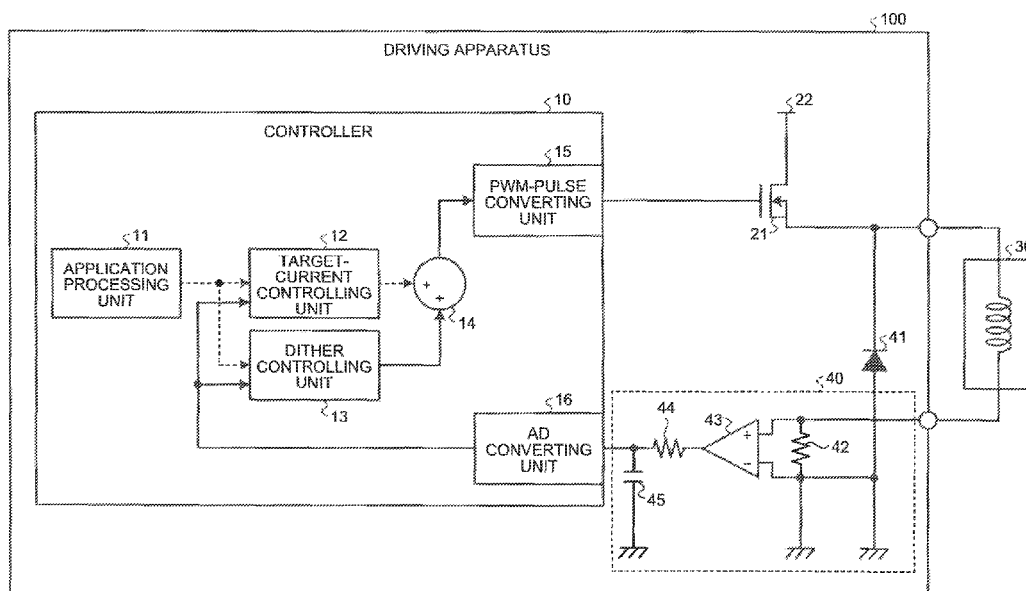 100
DRIVING APPARATUS
10
22
CONTROLLER
15
PWM-PULSE
CONVERTING
UNIT
21
11
APPLICATION
PROCESSING
UNIT
12
TARGET-
CURRENT
CONTROLLING
UNIT
+
+
14
30
DITHER
CONTROLLING
UNIT
13
41
40
16
AD
CONVERTING
UNIT
44
43
+
-
42
45